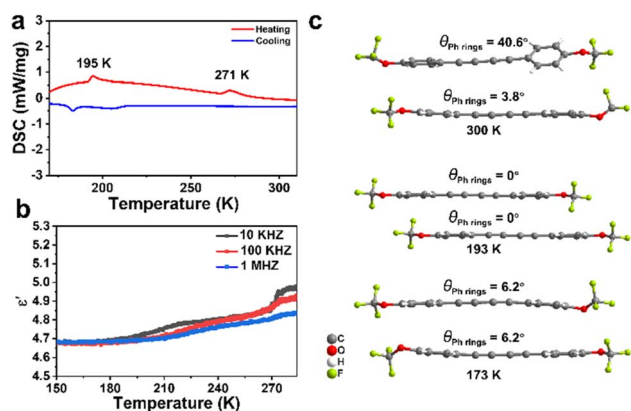 a
Heating
Cooling
195 K
271 K
DSC (mW/mg)
3
2
1
0
-1
-2
-3
200
250
300
Temperature (K)
b
10 KHZ
100 KHZ
1 MHZ
ε′
5.3
5.2
5.1
5.0
4.9
4.8
4.7
4.6
4.5
150
180
210
240
270
Temperature (K)
c
θPh rings = 40.6°
θPh rings = 3.8°
300 K
θPh rings = 0°
θPh rings = 0°
193 K
θPh rings = 6.2°
θPh rings = 6.2°
173 K
C
O
H
F